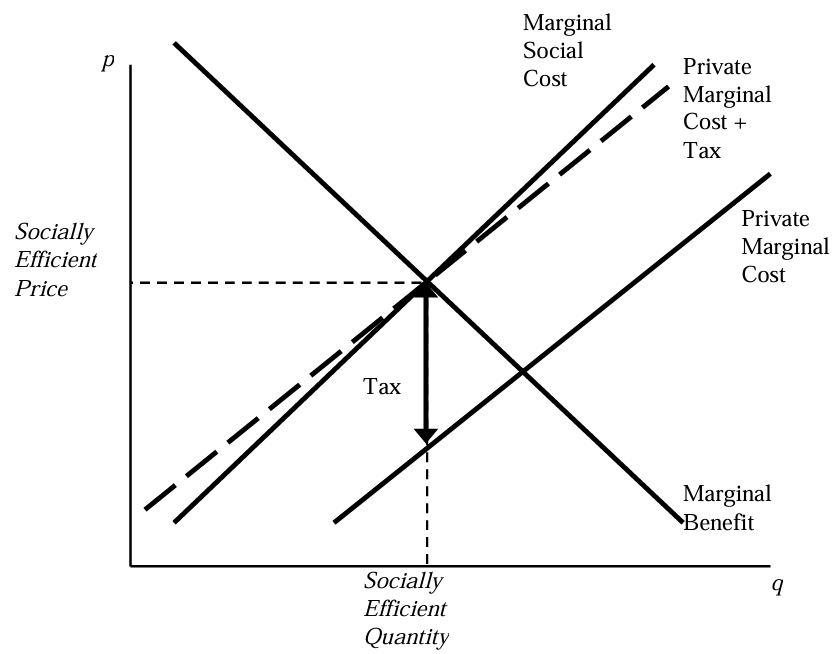 Marginal
Social
Cost
p
Private
Marginal
Cost +
Tax
Private
Marginal
Cost
Socially
Efficient
Price
Tax
Marginal
Benefit
Socially
Efficient
Quantity
q